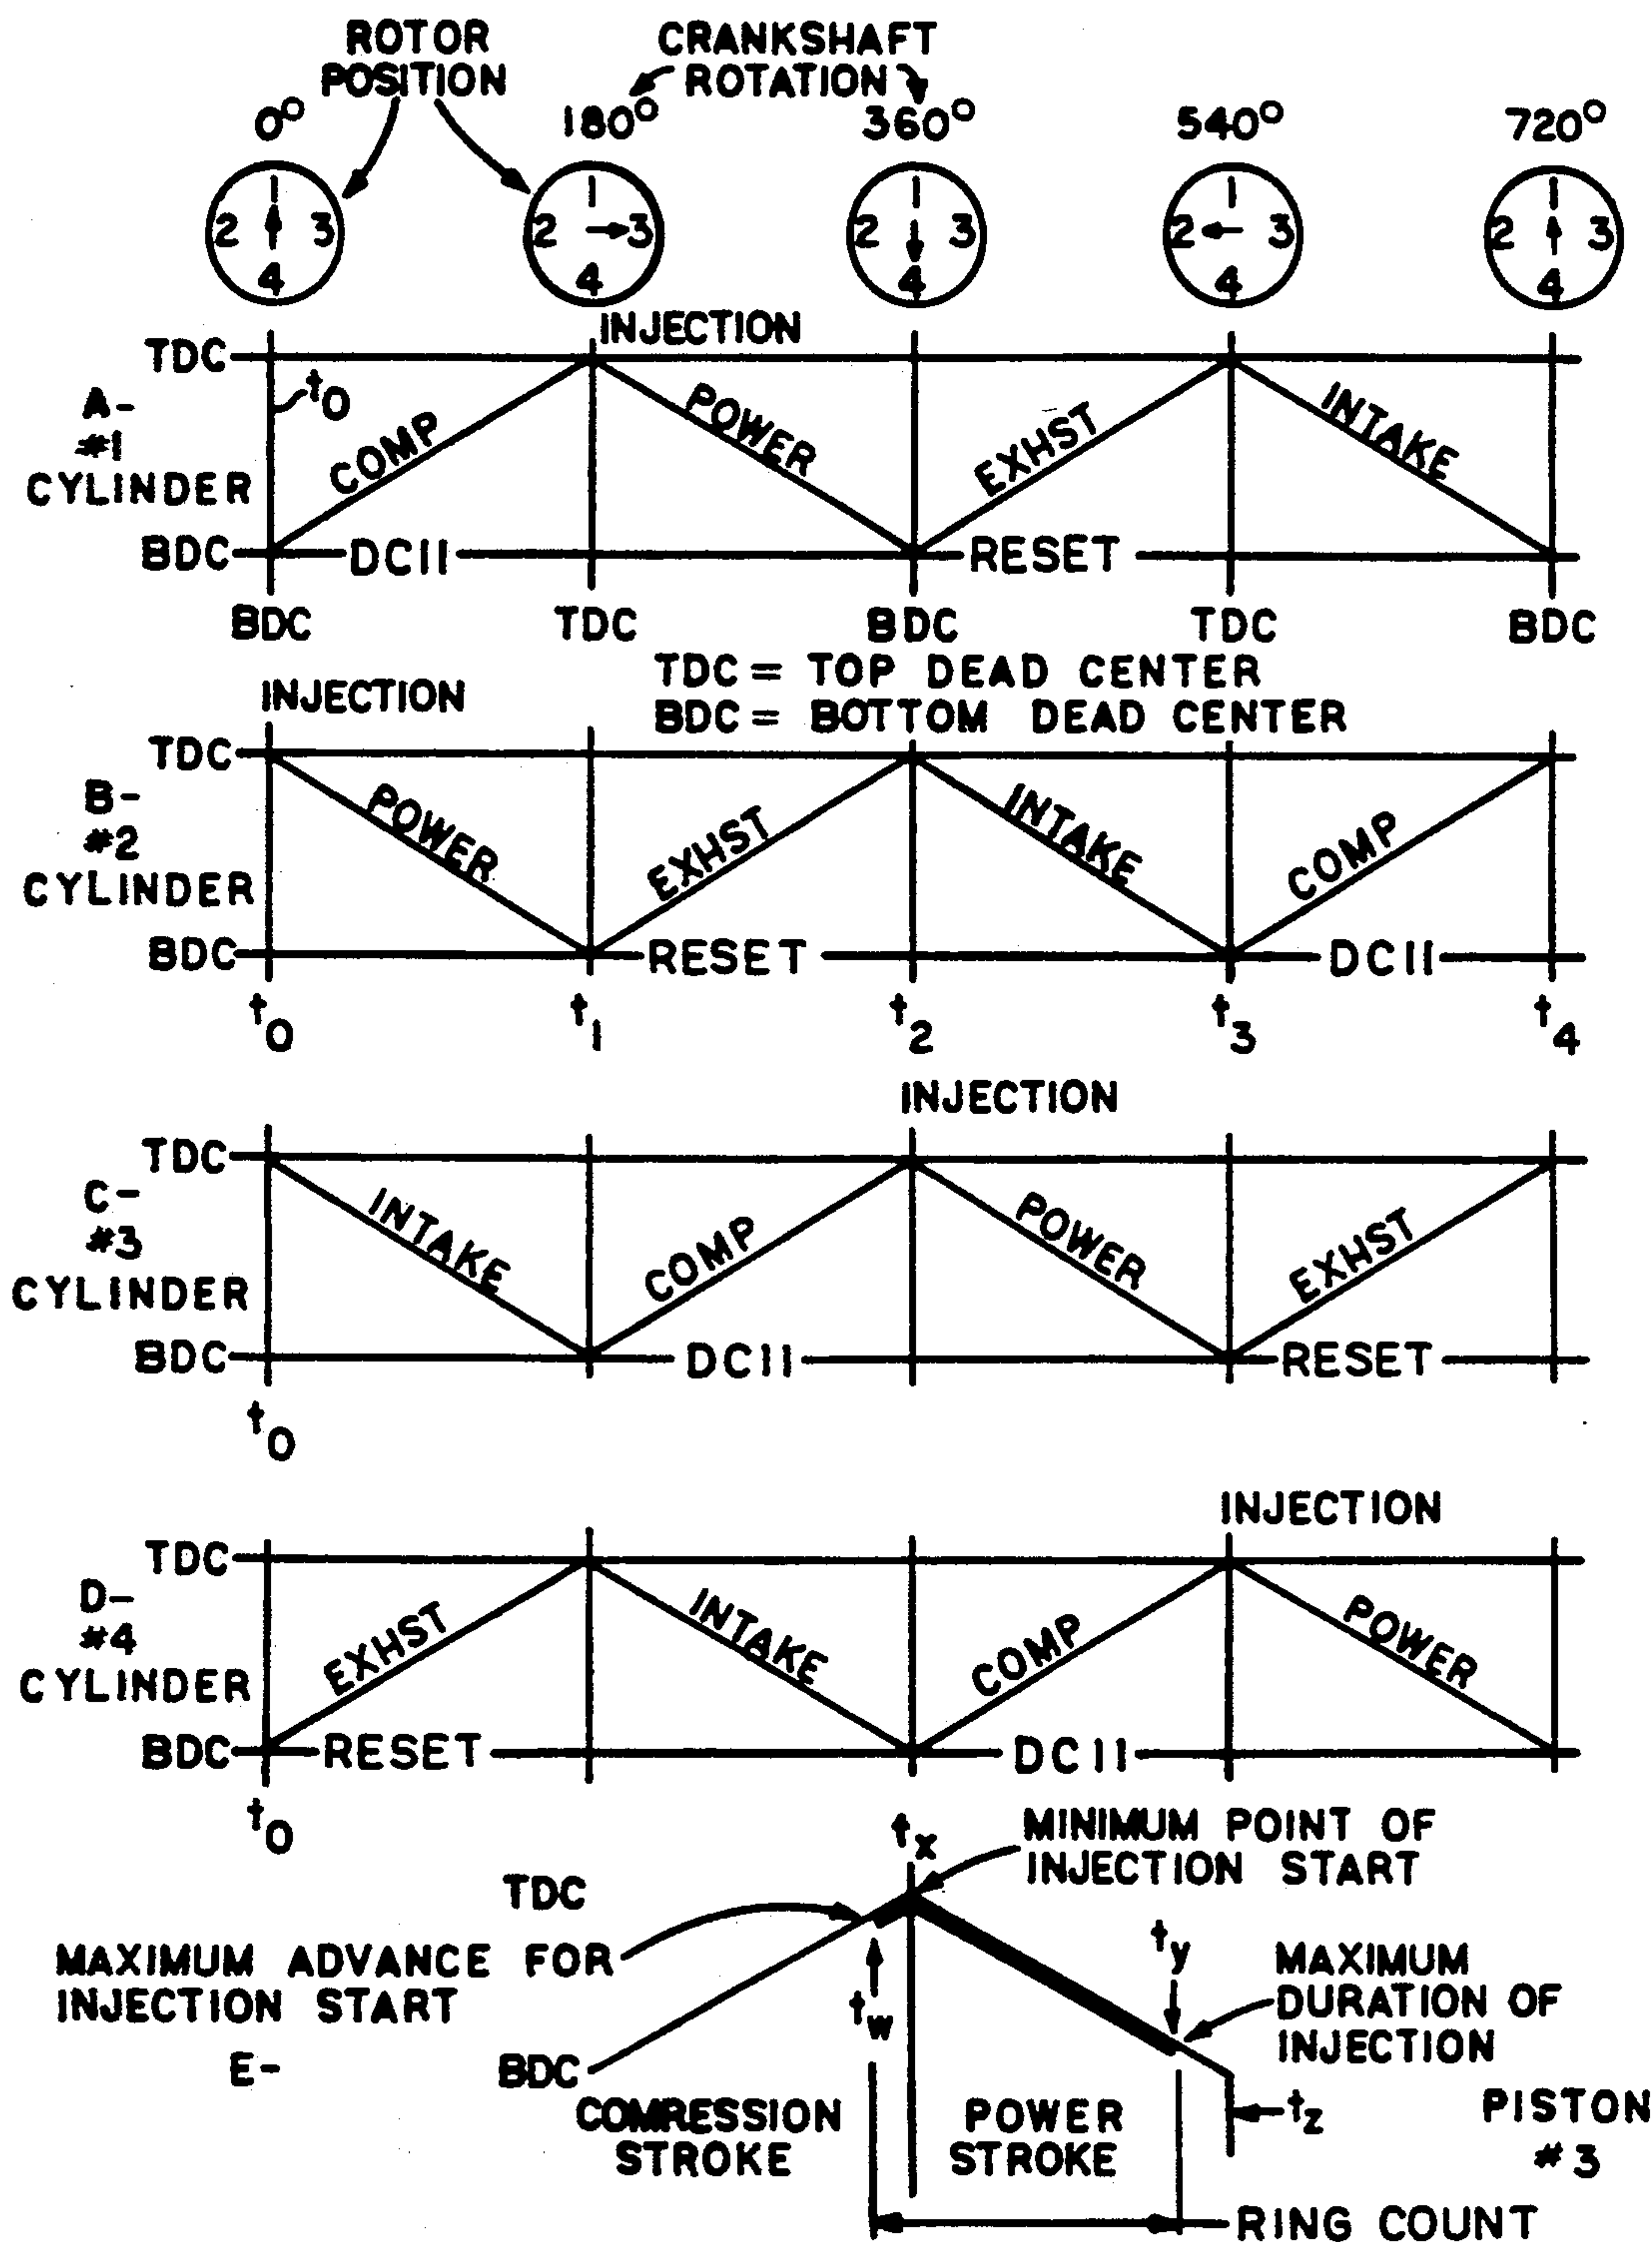 ROTOR
POSITION
CRANKSHAFT
ROTATION
0° 180° 360° 540° 720°
1 2 3 4
1 2 3 4
1 2 3 4
1 2 3 4
1 2 3 4
INJECTION
TDC
t0
A-
#1
CYLINDER
COMP
POWER
EXHST
INTAKE
BDC DC11 RESET
BDC TDC BDC TDC BDC
TDC = TOP DEAD CENTER
BDC = BOTTOM DEAD CENTER
INJECTION
TDC
B-
#2
CYLINDER
POWER
EXHST
INTAKE
COMP
BDC RESET DC11
t0 t1 t2 t3 t4
INJECTION
TDC
C-
#3
CYLINDER
INTAKE
COMP
POWER
EXHST
BDC DC11 RESET
t0
INJECTION
TDC
D-
#4
CYLINDER
EXHST
INTAKE
COMP
POWER
BDC RESET DC11
t0
tx
MINIMUM POINT OF
INJECTION START
TDC
MAXIMUM ADVANCE FOR
INJECTION START
tw
ty
MAXIMUM
DURATION OF
INJECTION
E-
BDC
COMRESSION
STROKE
POWER
STROKE
tz
PISTON
#3
RING COUNT